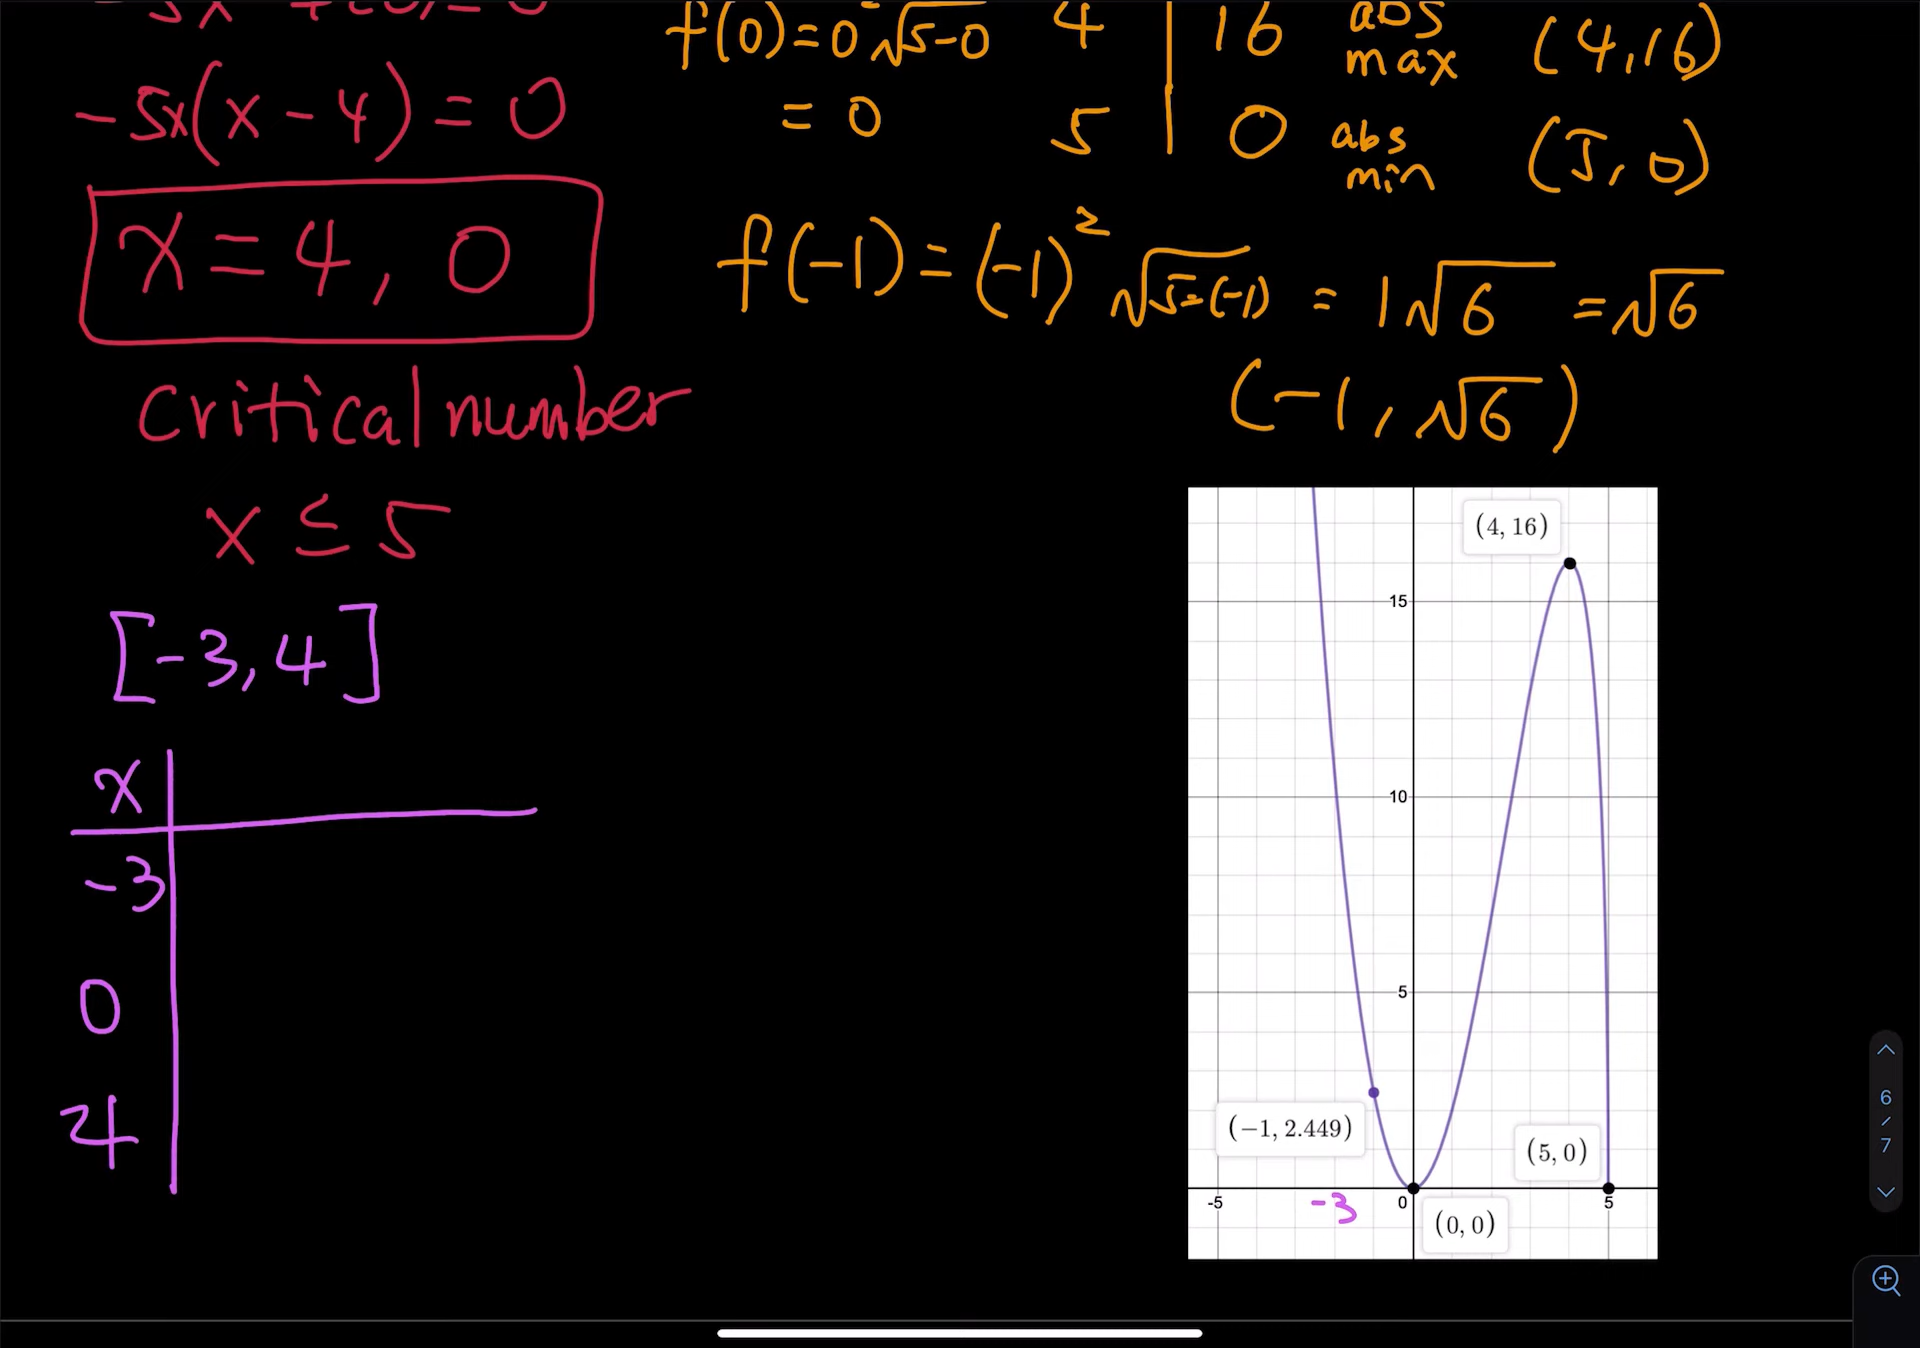 -5x(x-4)=0
x=4, 0
Critical number
x ≤ 5
[-3,4]
x
-3
0
4
f(0)=0²√5-0
= 0
4 | 16 abs max (4,16)
5 | 0 abs min (5,0)
f(-1)=(-1)²√5-(-1) = 1√6 = √6
(-1, √6)
(4, 16)
15
10
5
(−1, 2.449)
(5, 0)
-5
-3
0
5
(0, 0)
6
/
7